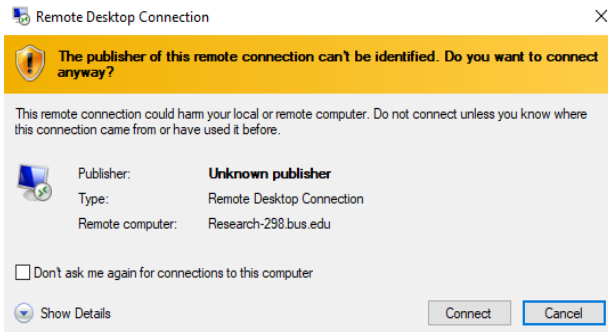 Remote Desktop Connection
The publisher of this remote connection can't be identified. Do you want to connect
anyway?
This remote connection could harm your local or remote computer. Do not connect unless you know where
this connection came from or have used it before.
Publisher: Unknown publisher
Type: Remote Desktop Connection
Remote computer: Research-298.bus.edu
Don't ask me again for connections to this computer
Show Details Connect Cancel